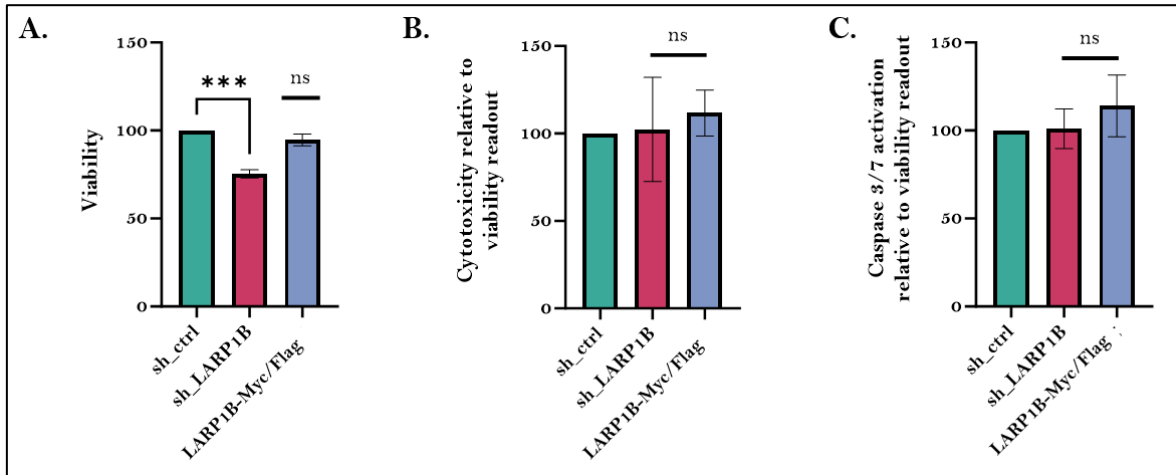 A.
150
100
50
0
Viability
***
ns
sh_ctrl
sh_LARP1B
LARP1B-Myc/Flag
B.
150
100
50
0
Cytotoxicity relative to
viability readout
ns
sh_ctrl
sh_LARP1B
LARP1B-Myc/Flag
C.
150
100
50
0
Caspase 3/7 activation
relative to viability readout
ns
sh_ctrl
sh_LARP1B
LARP1B-Myc/Flag